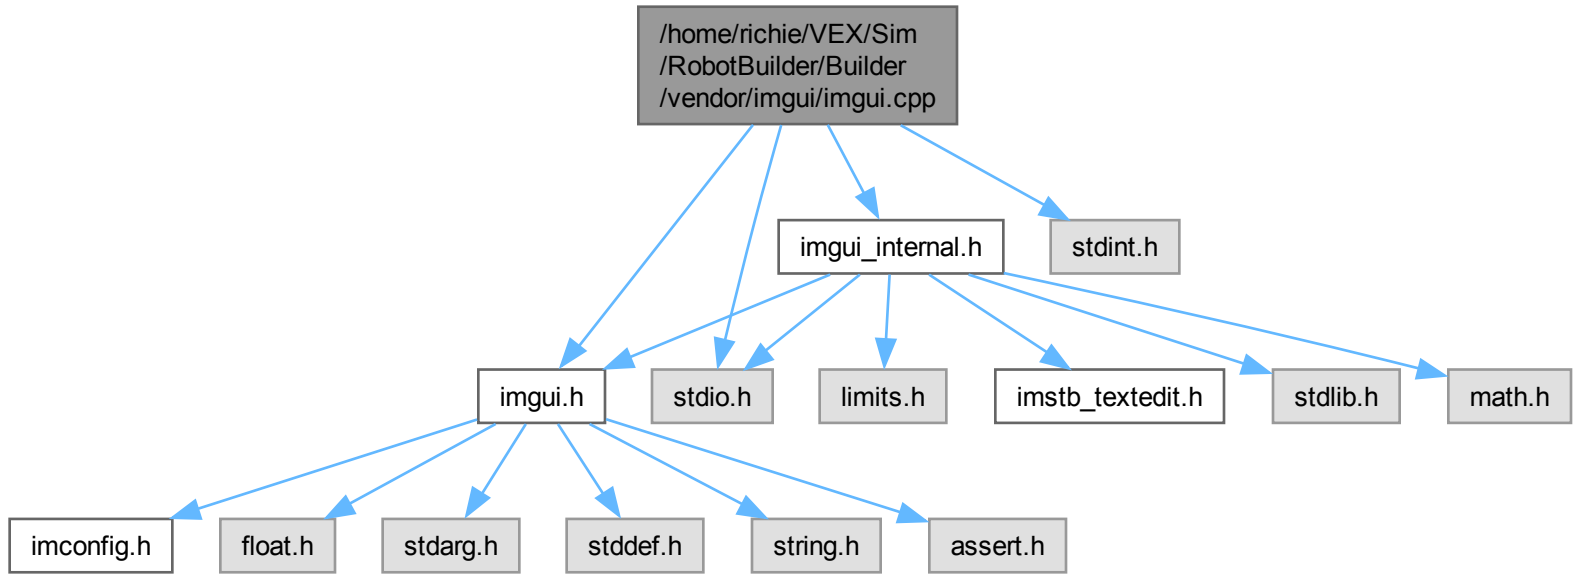 /home/richie/VEX/Sim
/RobotBuilder/Builder
/vendor/imgui/imgui.cpp
imgui_internal.h
stdint.h
imgui.h
stdio.h
limits.h
imstb_textedit.h
stdlib.h
math.h
imconfig.h
float.h
stdarg.h
stddef.h
string.h
assert.h